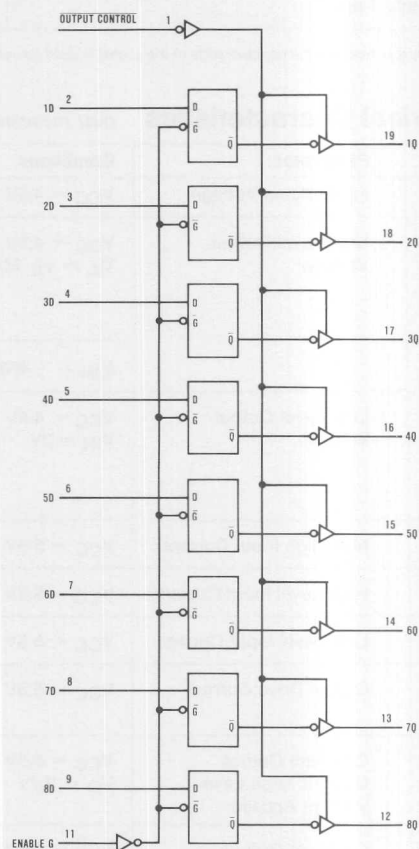 OUTPUT CONTROL 1
1D 2 D G Q 19 1Q
2D 3 D G Q 18 2Q
3D 4 D G Q 17 3Q
4D 5 D G Q 16 4Q
5D 6 D G Q 15 5Q
6D 7 D G Q 14 6Q
7D 8 D G Q 13 7Q
8D 9 D G Q 12 8Q
ENABLE G 11